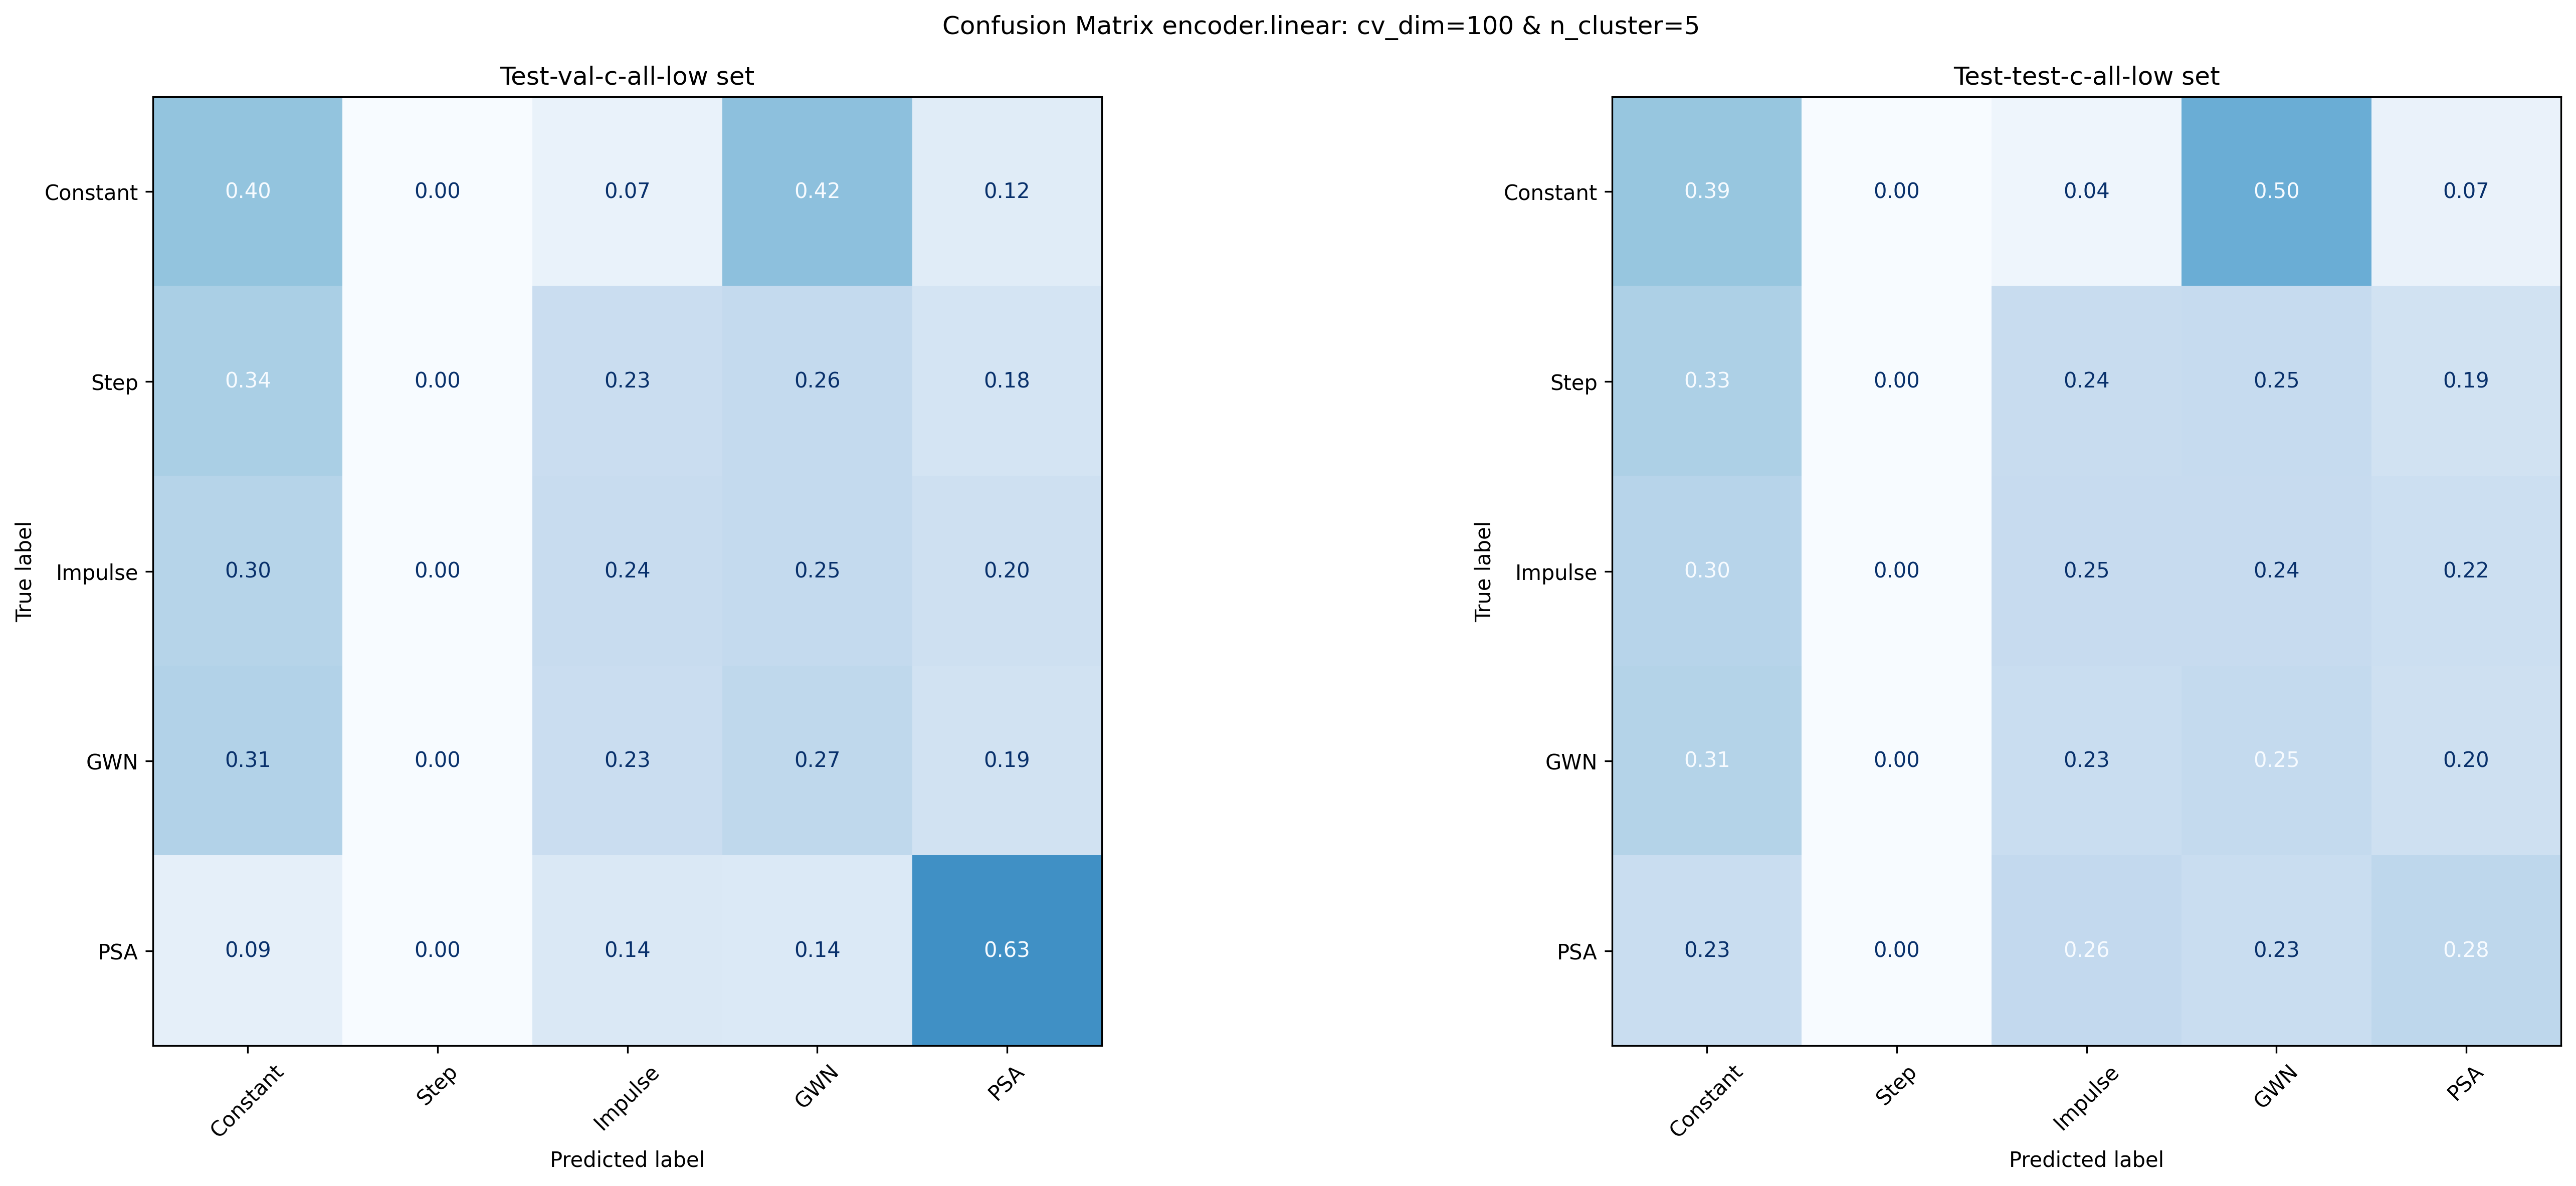 Confusion Matrix encoder.linear: cv_dim=100 & n_cluster=5
Test-val-c-all-low set
True label
Constant 0.40 0.00 0.07 0.42 0.12
Step 0.34 0.00 0.23 0.26 0.18
Impulse 0.30 0.00 0.24 0.25 0.20
GWN 0.31 0.00 0.23 0.27 0.19
PSA 0.09 0.00 0.14 0.14 0.63
Constant Step Impulse GWN PSA
Predicted label
Test-test-c-all-low set
True label
Constant 0.39 0.00 0.04 0.50 0.07
Step 0.33 0.00 0.24 0.25 0.19
Impulse 0.30 0.00 0.25 0.24 0.22
GWN 0.31 0.00 0.23 0.25 0.20
PSA 0.23 0.00 0.26 0.23 0.28
Constant Step Impulse GWN PSA
Predicted label